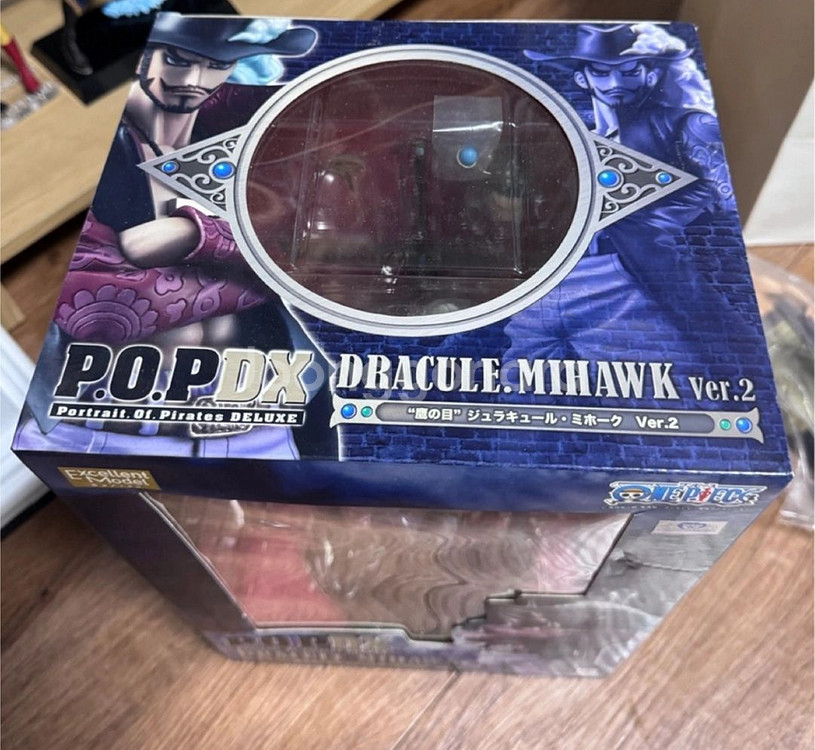 P.O.P DX
Portrait.Of.Pirates DELUXE
DRACULE.MIHAWK Ver.2
“鷹の目”ジュラキュール・ミホーク Ver.2
Excellent Model
ONE PIECE